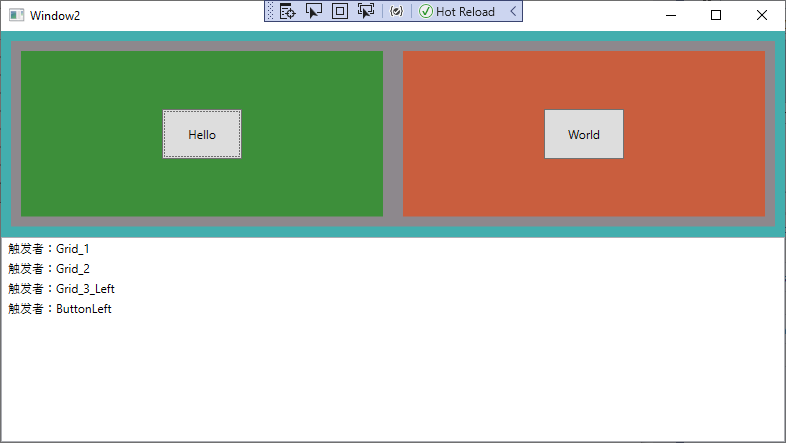 Window2
Hot Reload
Hello
World
触发者：Grid_1
触发者：Grid_2
触发者：Grid_3_Left
触发者：ButtonLeft